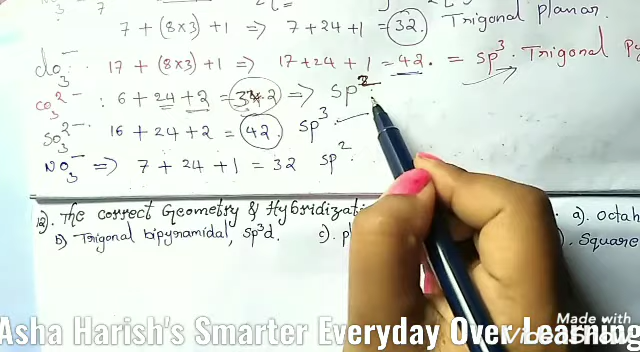 NO₃⁻ 7
7 + (8×3) +1 ⇒ 7+24+1 = 32. Trigonal planar.
ClO₃⁻ 17 + (8×3) +1 ⇒ 17+24+1 = 42. = sp³. Trigonal Py
CO₃²⁻ : 6 + 24 + 2 = 32 ⇒ sp²
SO₃²⁻ : 16 + 24 + 2 = 42. sp³
NO₃⁻ ⇒ 7 + 24 + 1 = 32 sp².
12). The correct Geometry & Hybridizati : a). octah
b) Trigonal bipyramidal, sp³d. c). p ). Square
Made with
VideoShow
Asha Harish's Smarter Everyday Over Learning